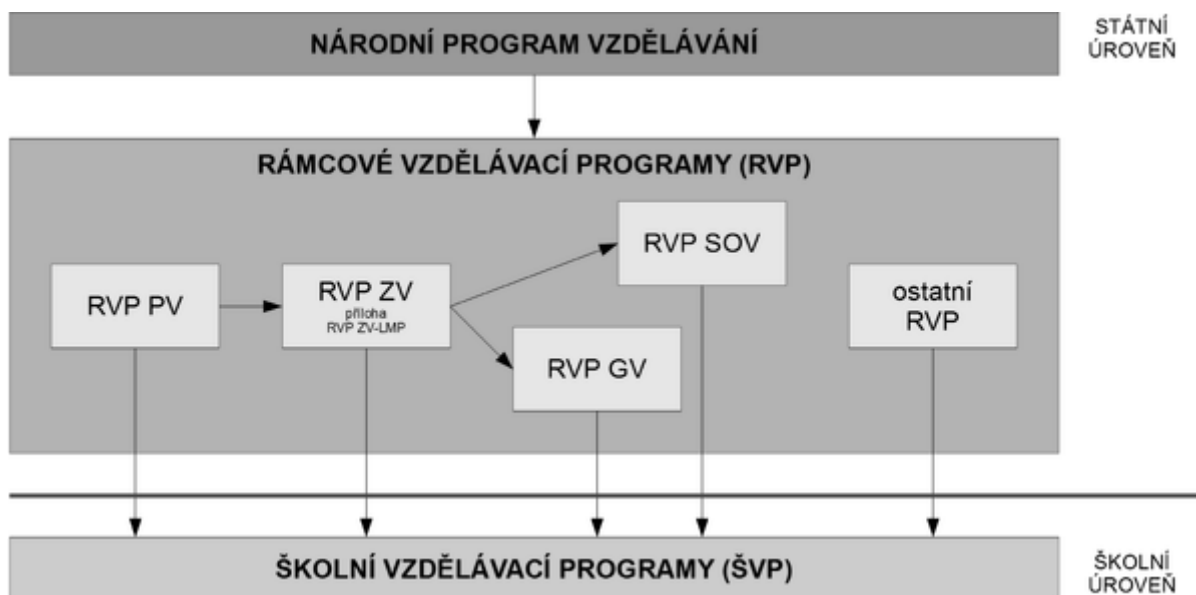 NÁRODNÍ PROGRAM VZDĚLÁVÁNÍ
STÁTNÍ
ÚROVEŇ
RÁMCOVÉ VZDĚLÁVACÍ PROGRAMY (RVP)
RVP PV
RVP ZV
příloha
RVP ZV-LMP
RVP SOV
RVP GV
ostatní
RVP
ŠKOLNÍ VZDĚLÁVACÍ PROGRAMY (ŠVP)
ŠKOLNÍ
ÚROVEŇ